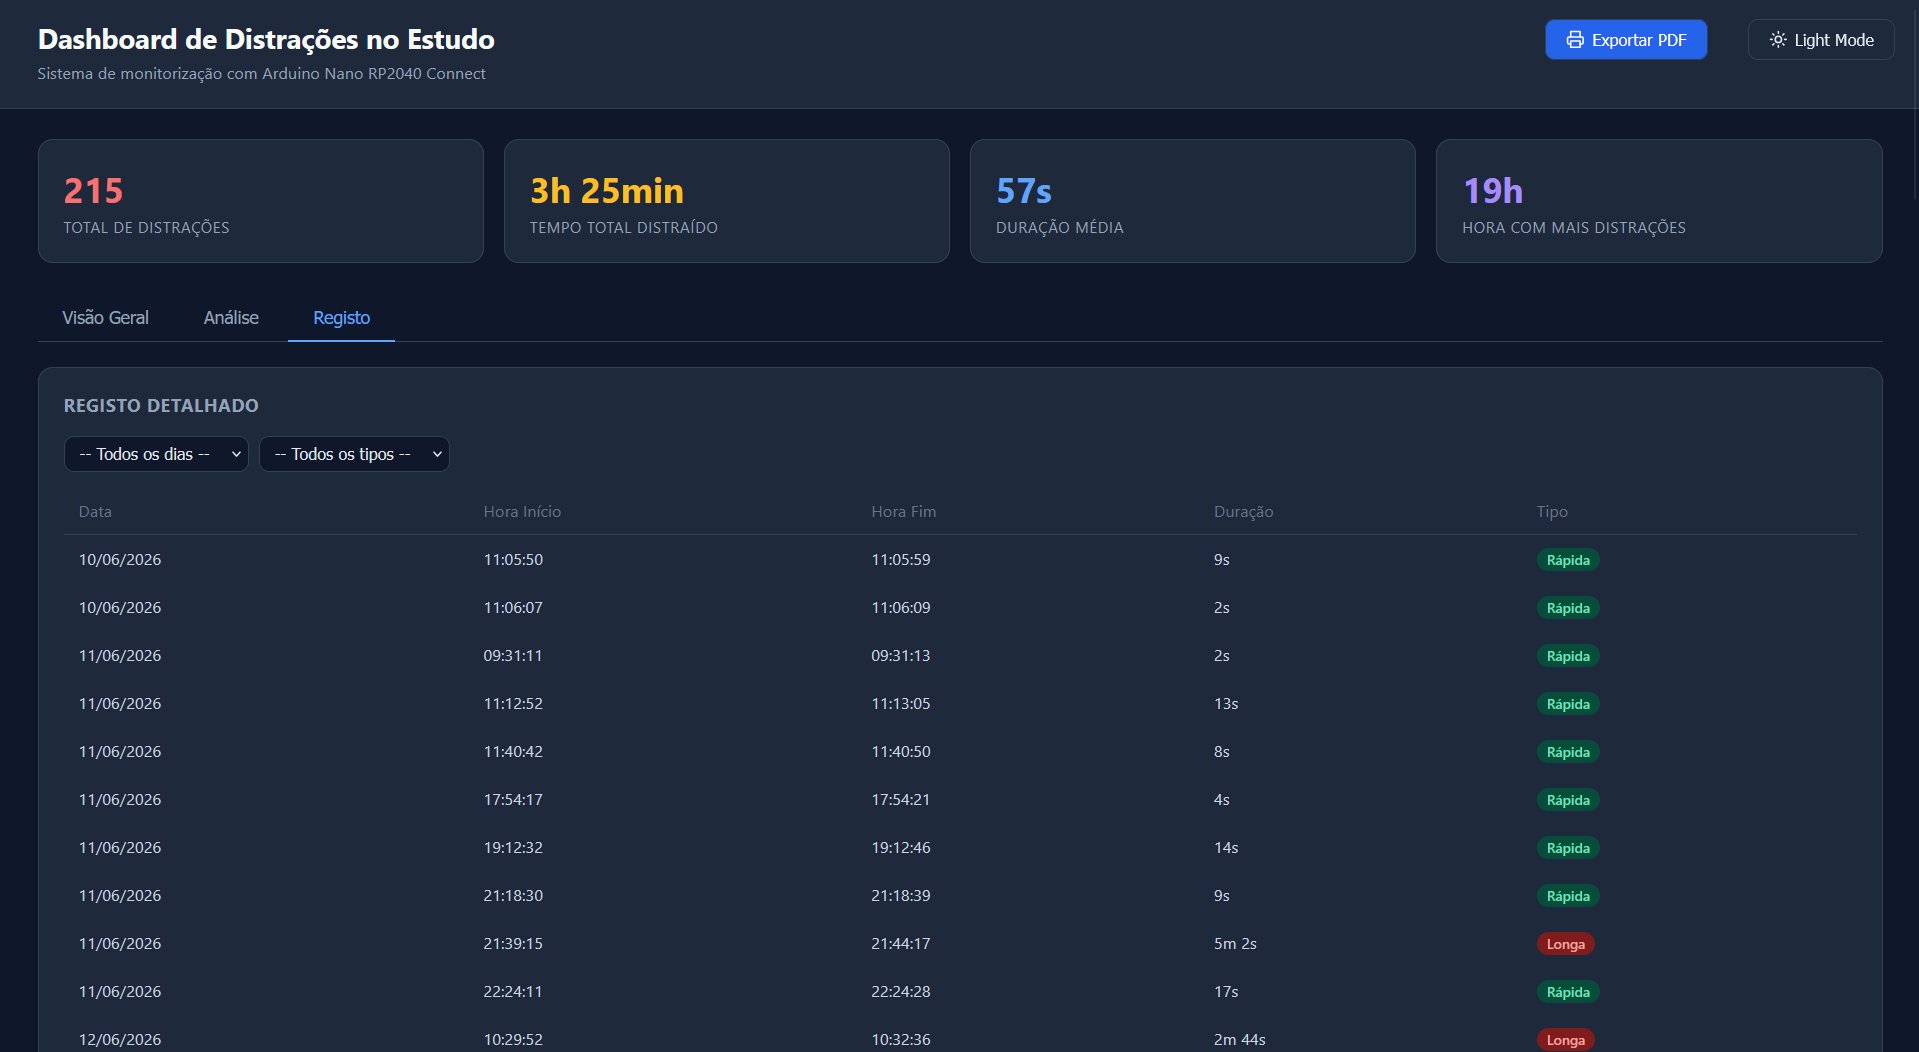 Dashboard de Distrações no Estudo
Sistema de monitorização com Arduino Nano RP2040 Connect
Exportar PDF
Light Mode
215
TOTAL DE DISTRAÇÕES
3h 25min
TEMPO TOTAL DISTRAÍDO
57s
DURAÇÃO MÉDIA
19h
HORA COM MAIS DISTRAÇÕES
Visão Geral Análise Registo
REGISTO DETALHADO
-- Todos os dias -- -- Todos os tipos --
Data Hora Início Hora Fim Duração Tipo
10/06/2026 11:05:50 11:05:59 9s Rápida
10/06/2026 11:06:07 11:06:09 2s Rápida
11/06/2026 09:31:11 09:31:13 2s Rápida
11/06/2026 11:12:52 11:13:05 13s Rápida
11/06/2026 11:40:42 11:40:50 8s Rápida
11/06/2026 17:54:17 17:54:21 4s Rápida
11/06/2026 19:12:32 19:12:46 14s Rápida
11/06/2026 21:18:30 21:18:39 9s Rápida
11/06/2026 21:39:15 21:44:17 5m 2s Longa
11/06/2026 22:24:11 22:24:28 17s Rápida
12/06/2026 10:29:52 10:32:36 2m 44s Longa